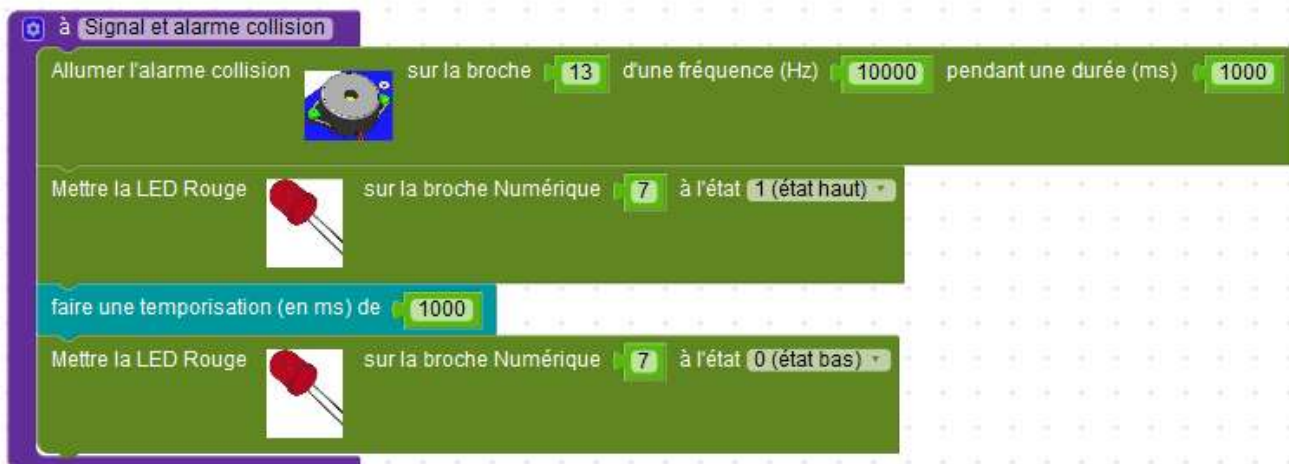 à Signal et alarme collision
Allumer l'alarme collision sur la broche 13 d'une fréquence (Hz) 10000 pendant une durée (ms) 1000
Mettre la LED Rouge sur la broche Numérique 7 à l'état 1 (état haut)
faire une temporisation (en ms) de 1000
Mettre la LED Rouge sur la broche Numérique 7 à l'état 0 (état bas)